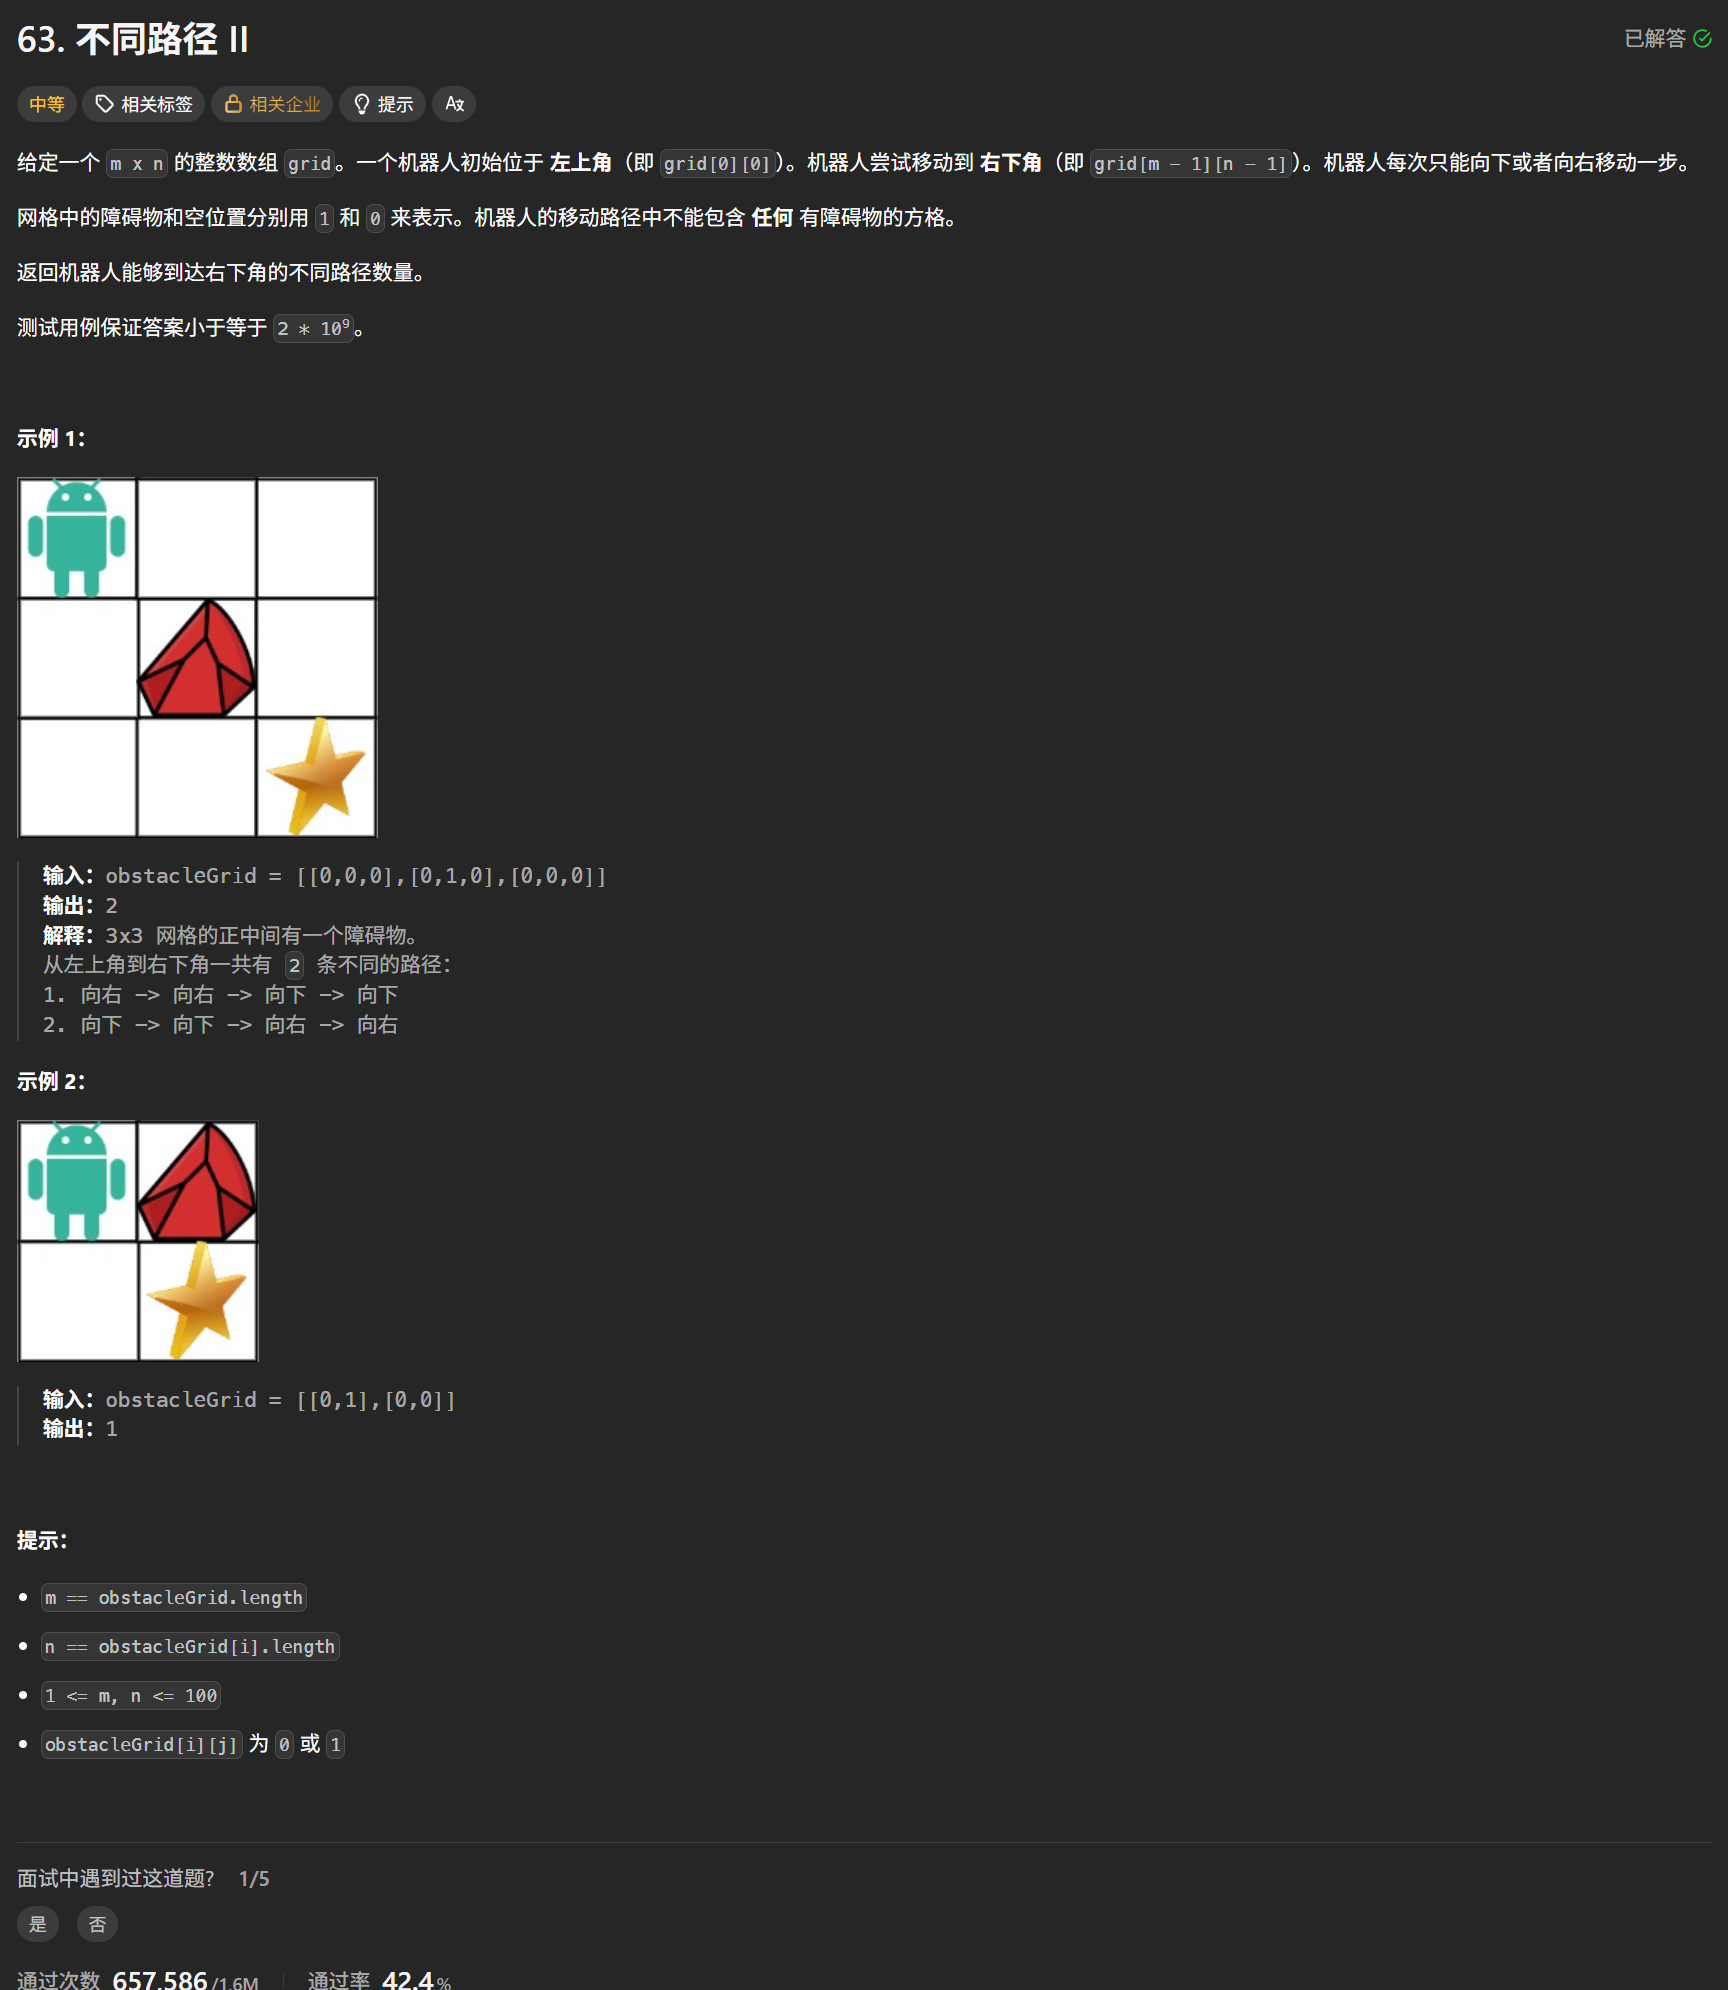 63. 不同路径 II
已解答
中等
相关标签
相关企业
提示
给定一个 m x n 的整数数组 grid。一个机器人初始位于 左上角（即 grid[0][0]）。机器人尝试移动到 右下角（即 grid[m - 1][n - 1]）。机器人每次只能向下或者向右移动一步。
网格中的障碍物和空位置分别用 1 和 0 来表示。机器人的移动路径中不能包含 任何 有障碍物的方格。
返回机器人能够到达右下角的不同路径数量。
测试用例保证答案小于等于 2 * 10⁹。
示例 1：
输入：obstacleGrid = [[0,0,0],[0,1,0],[0,0,0]]
输出：2
解释：3x3 网格的正中间有一个障碍物。
从左上角到右下角一共有 2 条不同的路径：
1. 向右 -> 向右 -> 向下 -> 向下
2. 向下 -> 向下 -> 向右 -> 向右
示例 2：
输入：obstacleGrid = [[0,1],[0,0]]
输出：1
提示：
m == obstacleGrid.length
n == obstacleGrid[i].length
1 <= m, n <= 100
obstacleGrid[i][j] 为 0 或 1
面试中遇到过这道题? 1/5
是 否
通过次数 657,586/1.6M 通过率 42.4%